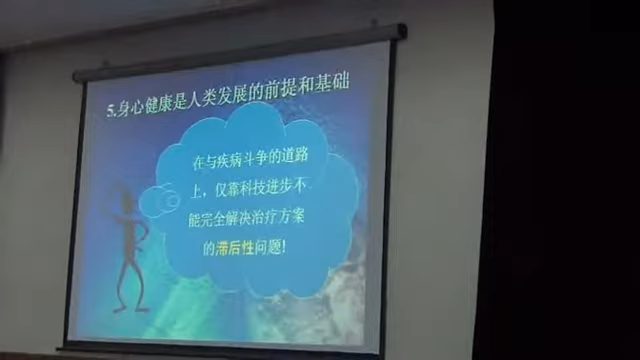 5.身心健康是人类发展的前提和基础
在与疾病斗争的道路
上，仅靠科技进步不
能完全解决治疗方案
的滞后性问题!